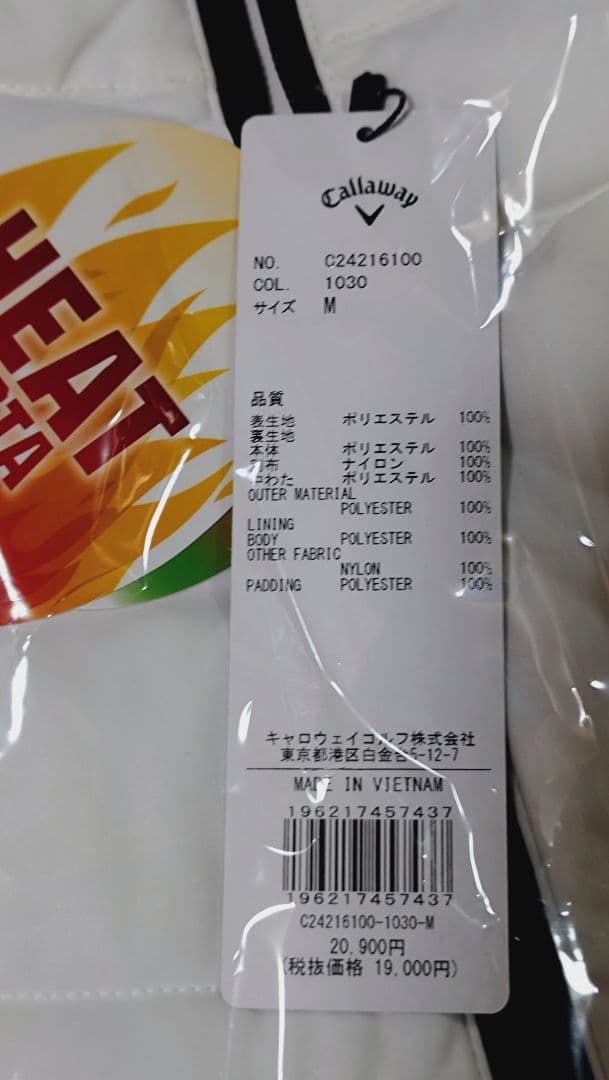 HEAT
Callaway
NO. C24216100
COL. 1030
サイズ M
品質
表生地 ポリエステル 100%
裏生地
本体 ポリエステル 100%
別布 ナイロン 100%
中わた ポリエステル 100%
OUTER MATERIAL
POLYESTER 100%
LINING
BODY POLYESTER 100%
OTHER FABRIC
NYLON 100%
PADDING POLYESTER 100%
キャロウェイゴルフ株式会社
東京都港区白金台5-12-7
MADE IN VIETNAM
196217457437
196217457437
C24216100-1030-M
20,900円
(税抜価格 19,000円)